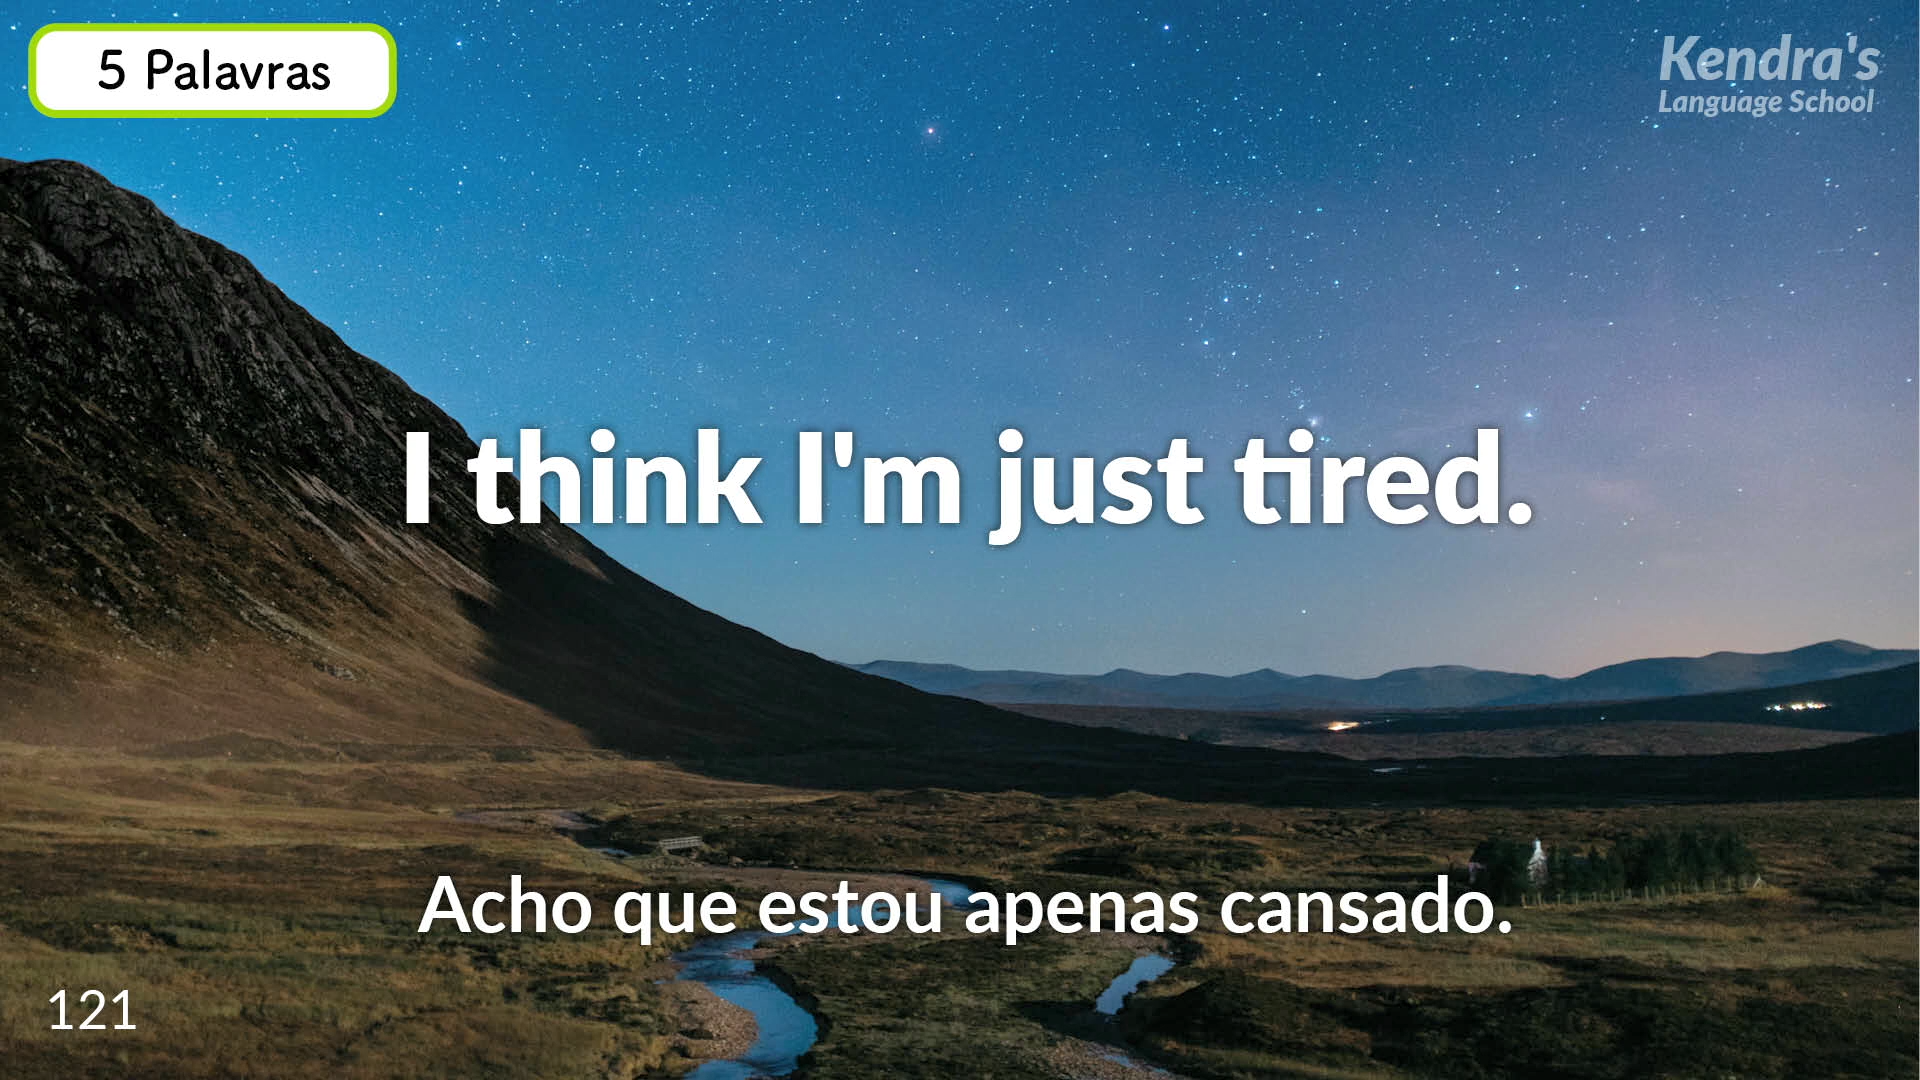 5 Palavras
Kendra's
Language School
I think I'm just tired.
Acho que estou apenas cansado.
121